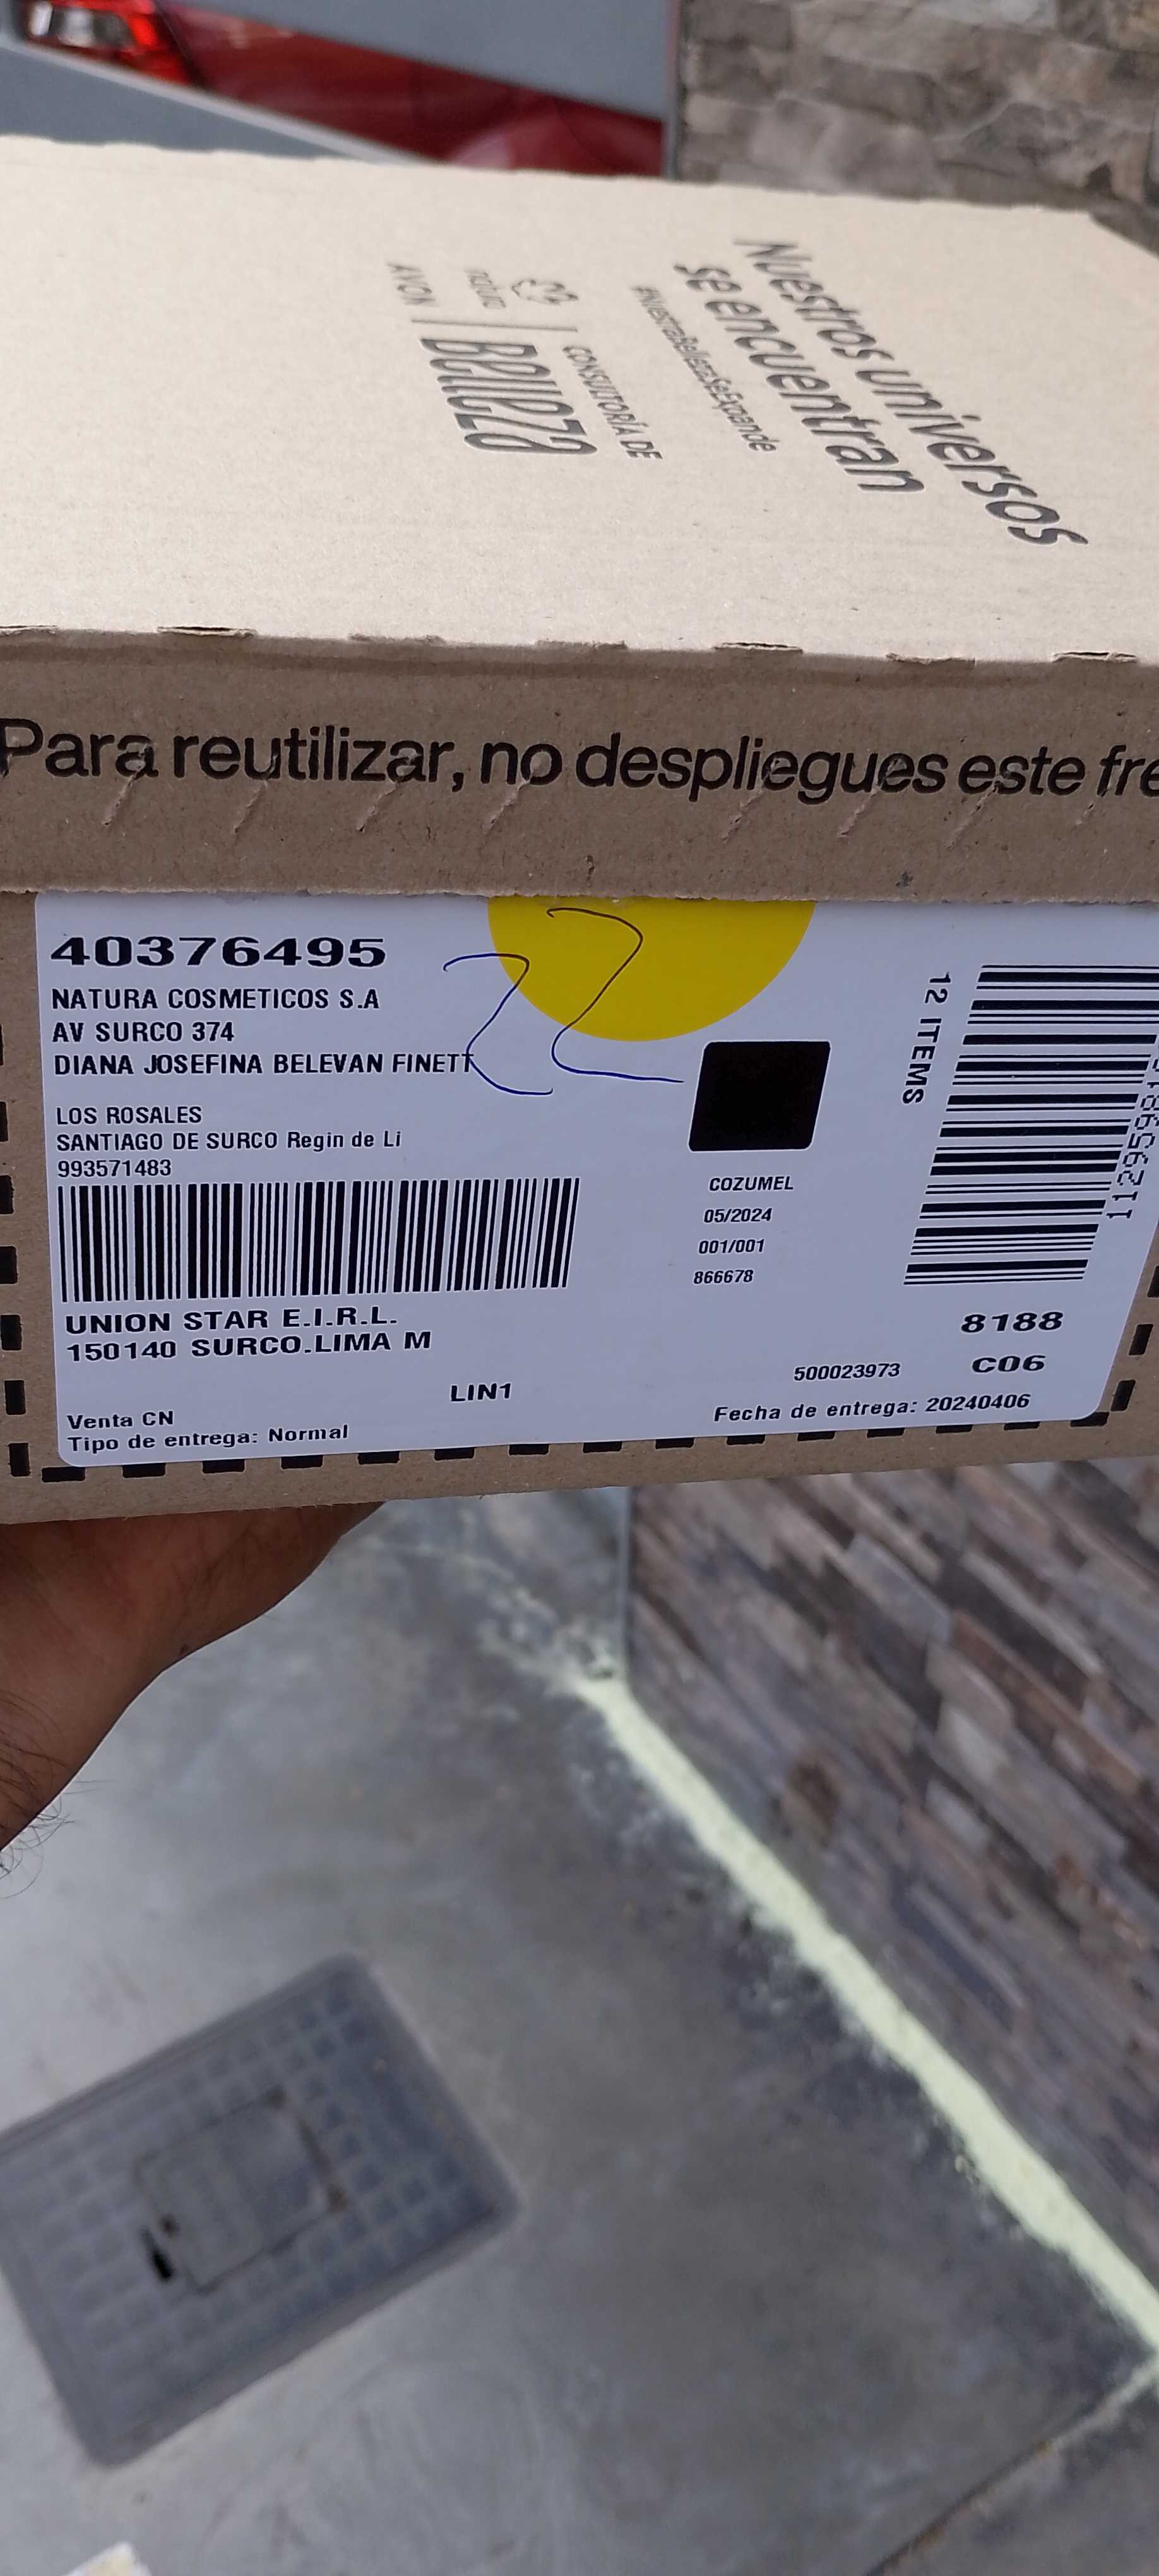 Nuestros universos
se encuentran
#NuestraBellezaSeExpande
CONSULTORÍA DE
Belleza
natura
AVON
Para reutilizar, no despliegues este fre
40376495
NATURA COSMETICOS S.A
AV SURCO 374
DIANA JOSEFINA BELEVAN FINETT
LOS ROSALES
SANTIAGO DE SURCO Regin de Li
993571483
22
12 ITEMS
COZUMEL
05/2024
001/001
866678
UNION STAR E.I.R.L.
150140 SURCO.LIMA M
8188
C06
500023973
LIN1
Venta CN
Tipo de entrega: Normal
Fecha de entrega: 20240406